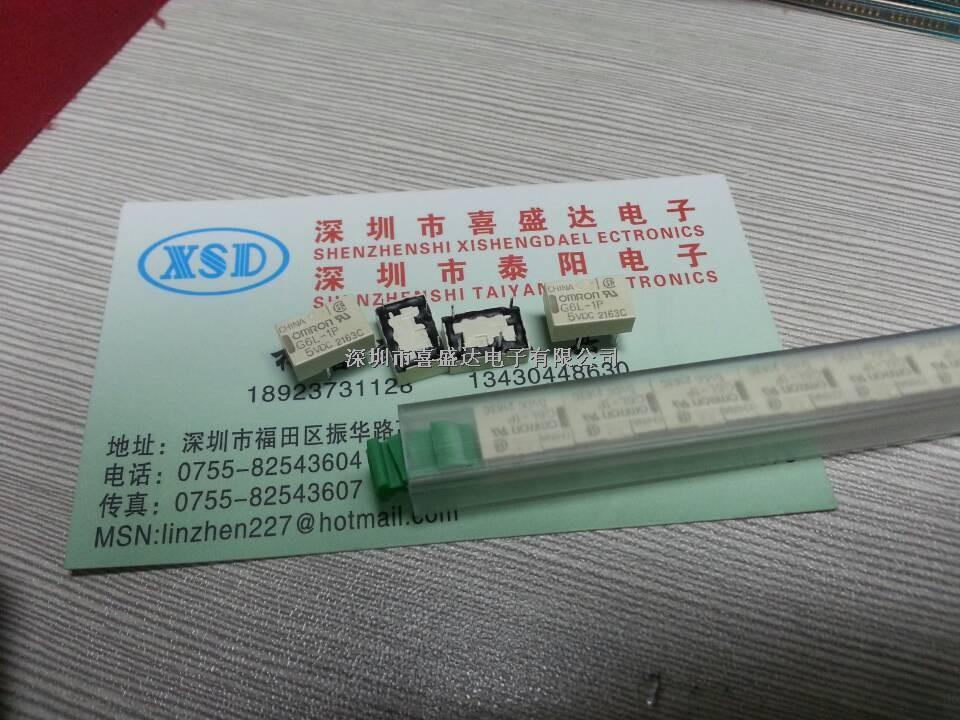 XSD
深圳市喜盛达电子
SHENZHENSHI XISHENGDAEL ECTRONICS
深圳市泰阳电子
SHENZHENSHI TAIYAN TRONICS
CHINA
OMRON
G6L-1P
5VDC 2163C
CHINA
OMRON
G6L-1P
5VDC 2163C
深圳市喜盛达电子有限公司
18923731128 13430448630
地址：深圳市福田区振华路
电话：0755-82543604
传真：0755-82543607
MSN:linzhen227@hotmail.com